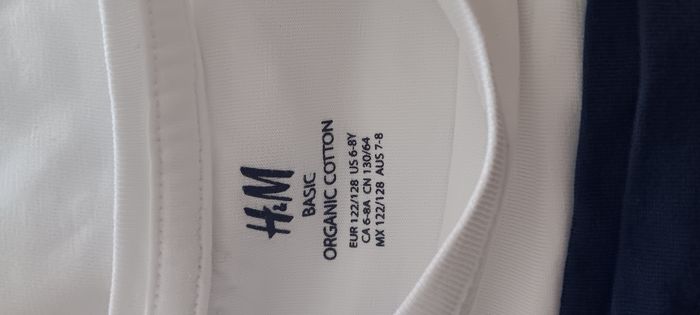 H&M
BASIC
ORGANIC COTTON
EUR 122/128 US 6-8Y
CA 6-8A CN 130/64
MX 122/128 AUS 7-8